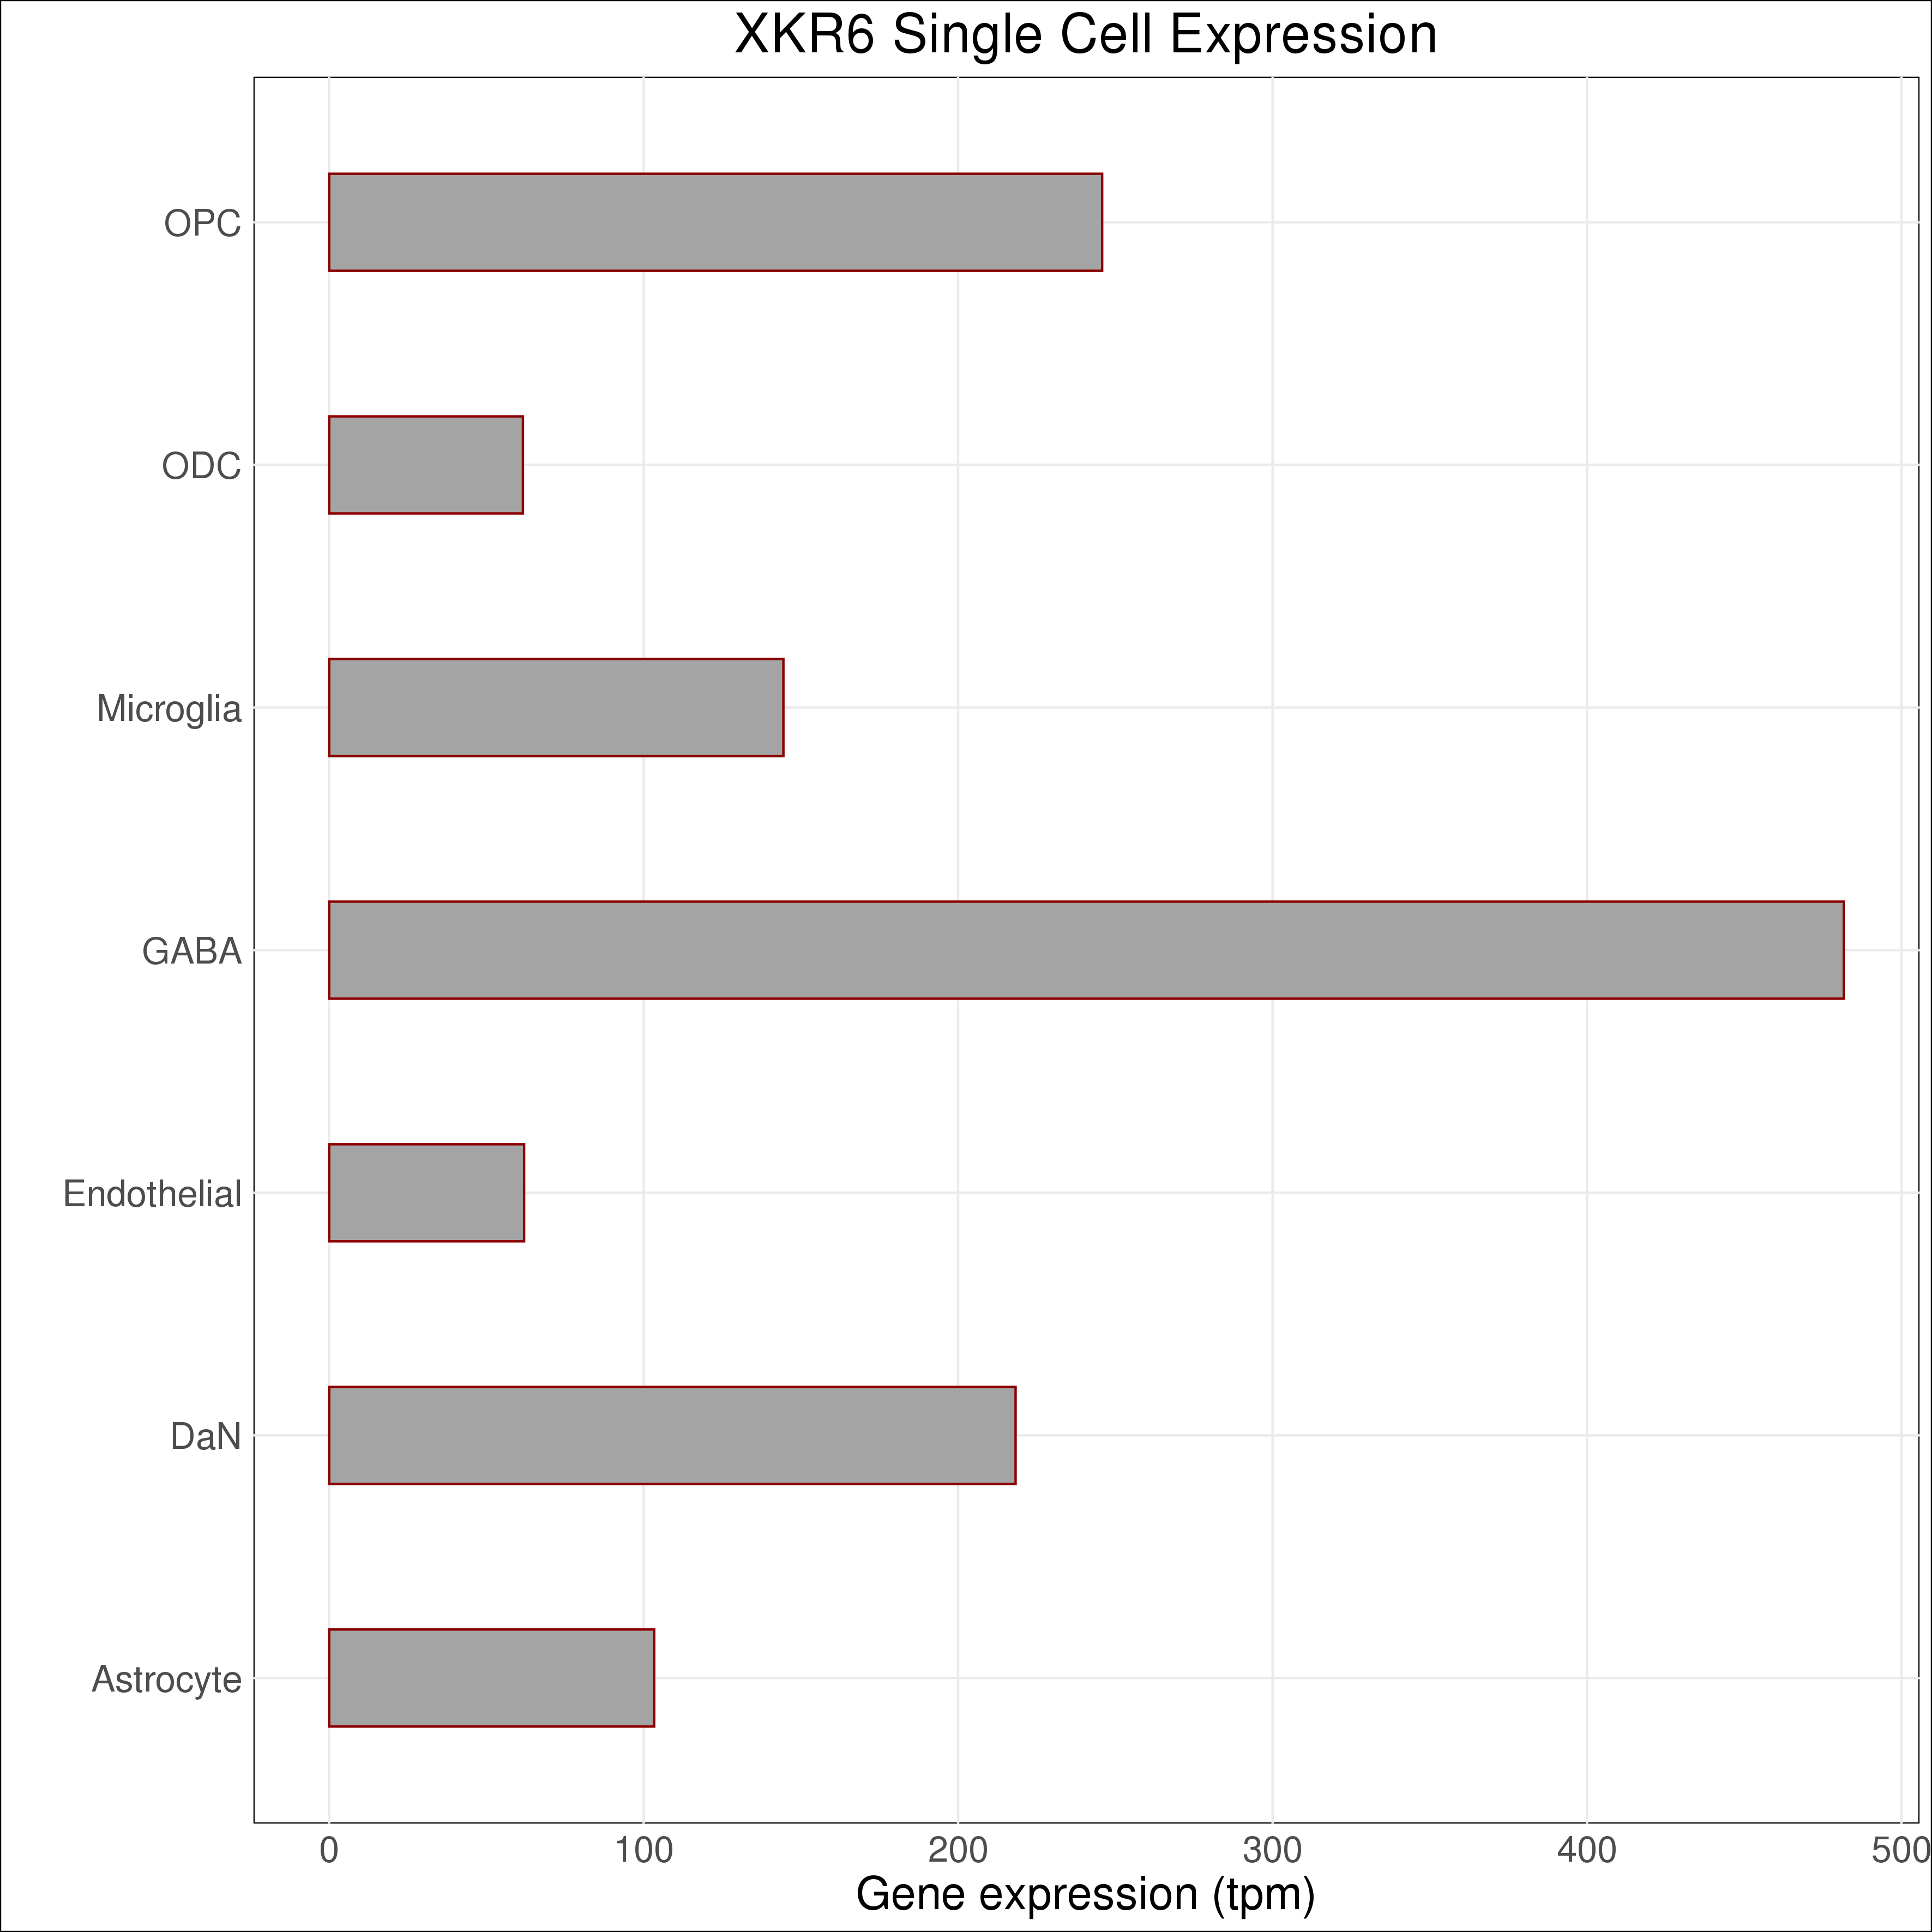 XKR6 Single Cell Expression
OPC
ODC
Microglia
GABA
Endothelial
DaN
Astrocyte
0 100 200 300 400 500
Gene expression (tpm)